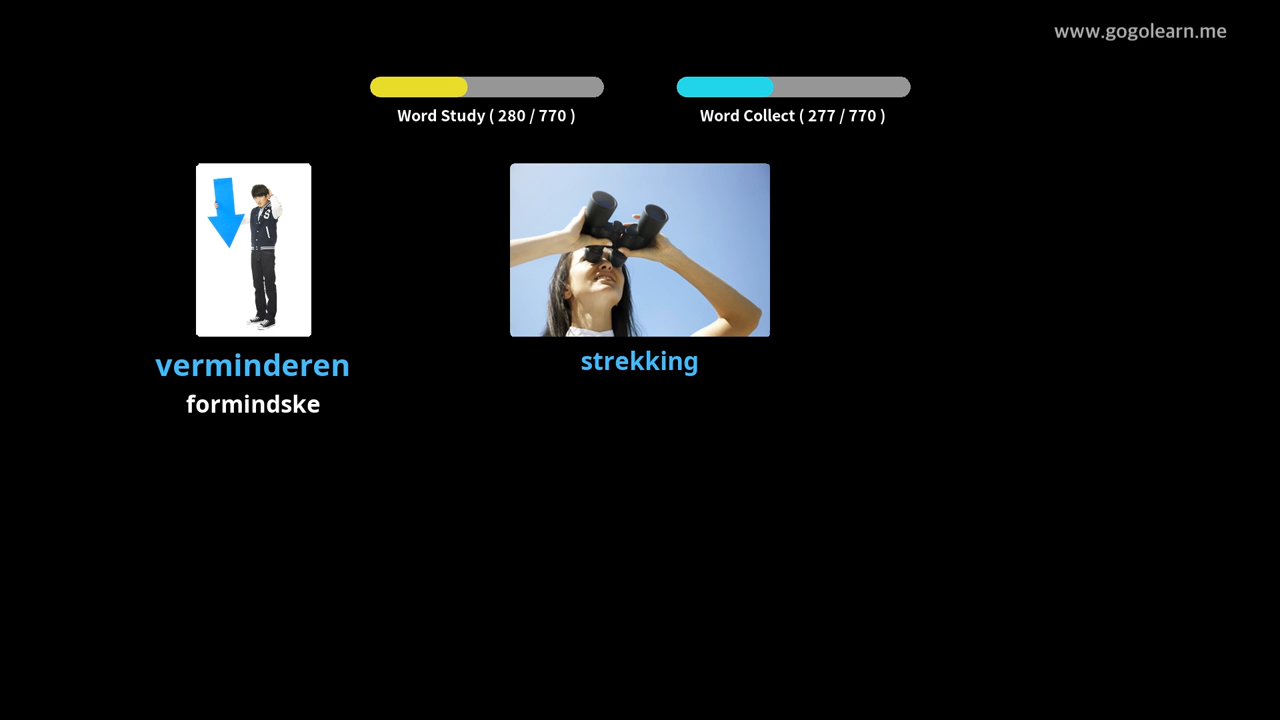 www.gogolearn.me
Word Study ( 280 / 770 )
Word Collect ( 277 / 770 )
verminderen
formindske
strekking